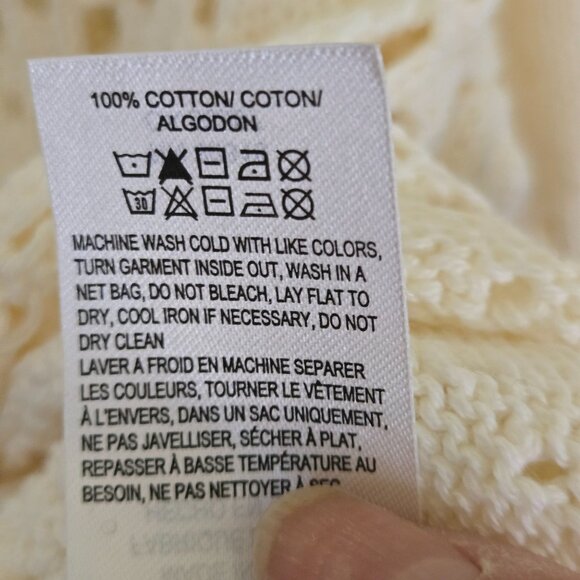 100% COTTON/ COTON/
ALGODON
30
MACHINE WASH COLD WITH LIKE COLORS,
TURN GARMENT INSIDE OUT, WASH IN A
NET BAG, DO NOT BLEACH, LAY FLAT TO
DRY, COOL IRON IF NECESSARY, DO NOT
DRY CLEAN
LAVER A FROID EN MACHINE SEPARER
LES COULEURS, TOURNER LE VÊTEMENT
À L'ENVERS, DANS UN SAC UNIQUEMENT,
NE PAS JAVELLISER, SÉCHER À PLAT,
REPASSER À BASSE TEMPÉRATURE AU
BESOIN, NE PAS NETTOYER À SEC